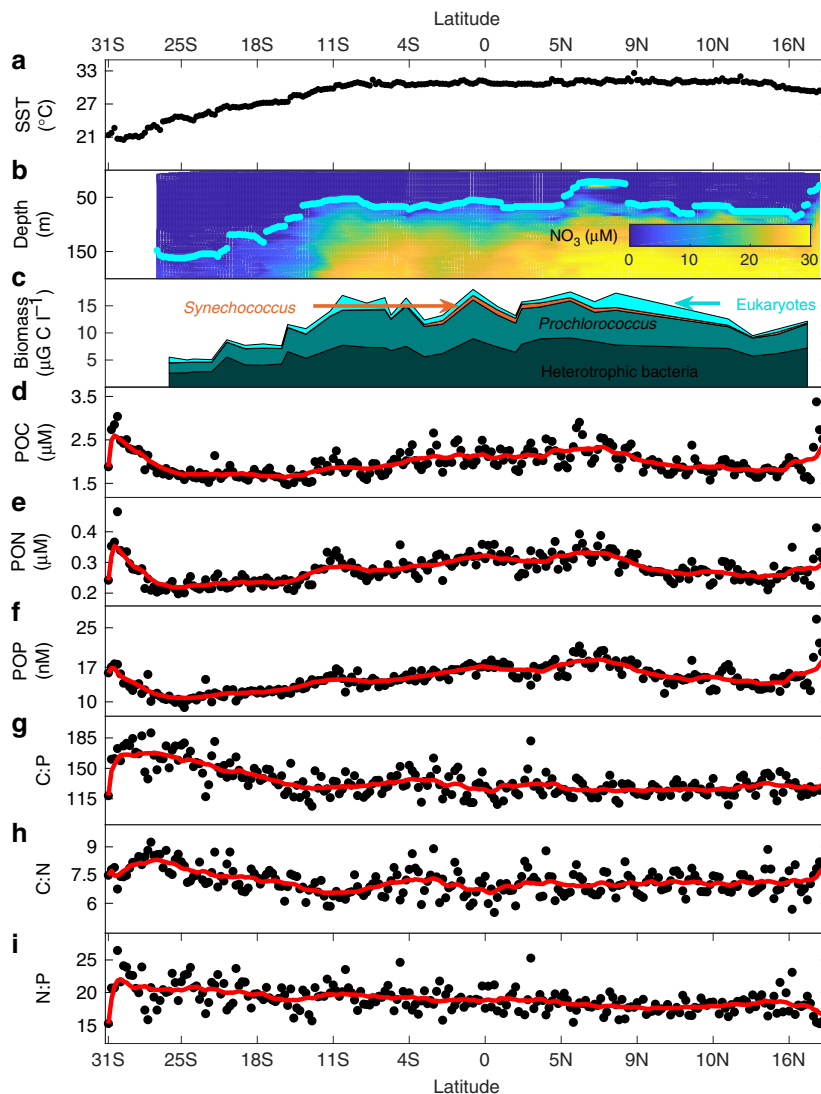 Latitude
31S 25S 18S 11S 4S 0 5N 9N 10N 16N
a
33
27
21
SST
(°C)
b
50
150
Depth
(m)
NO3 (μM)
0 10 20 30
c
15
10
5
Biomass
(μG C l−1)
Synechococcus
Eukaryotes
Prochlorococcus
Heterotrophic bacteria
d
3.5
2.5
1.5
POC
(μM)
e
0.4
0.3
0.2
PON
(μM)
f
25
17
10
POP
(nM)
g
185
150
115
C:P
h
9
7.5
6
C:N
i
25
20
15
N:P
31S 25S 18S 11S 4S 0 5N 9N 10N 16N
Latitude